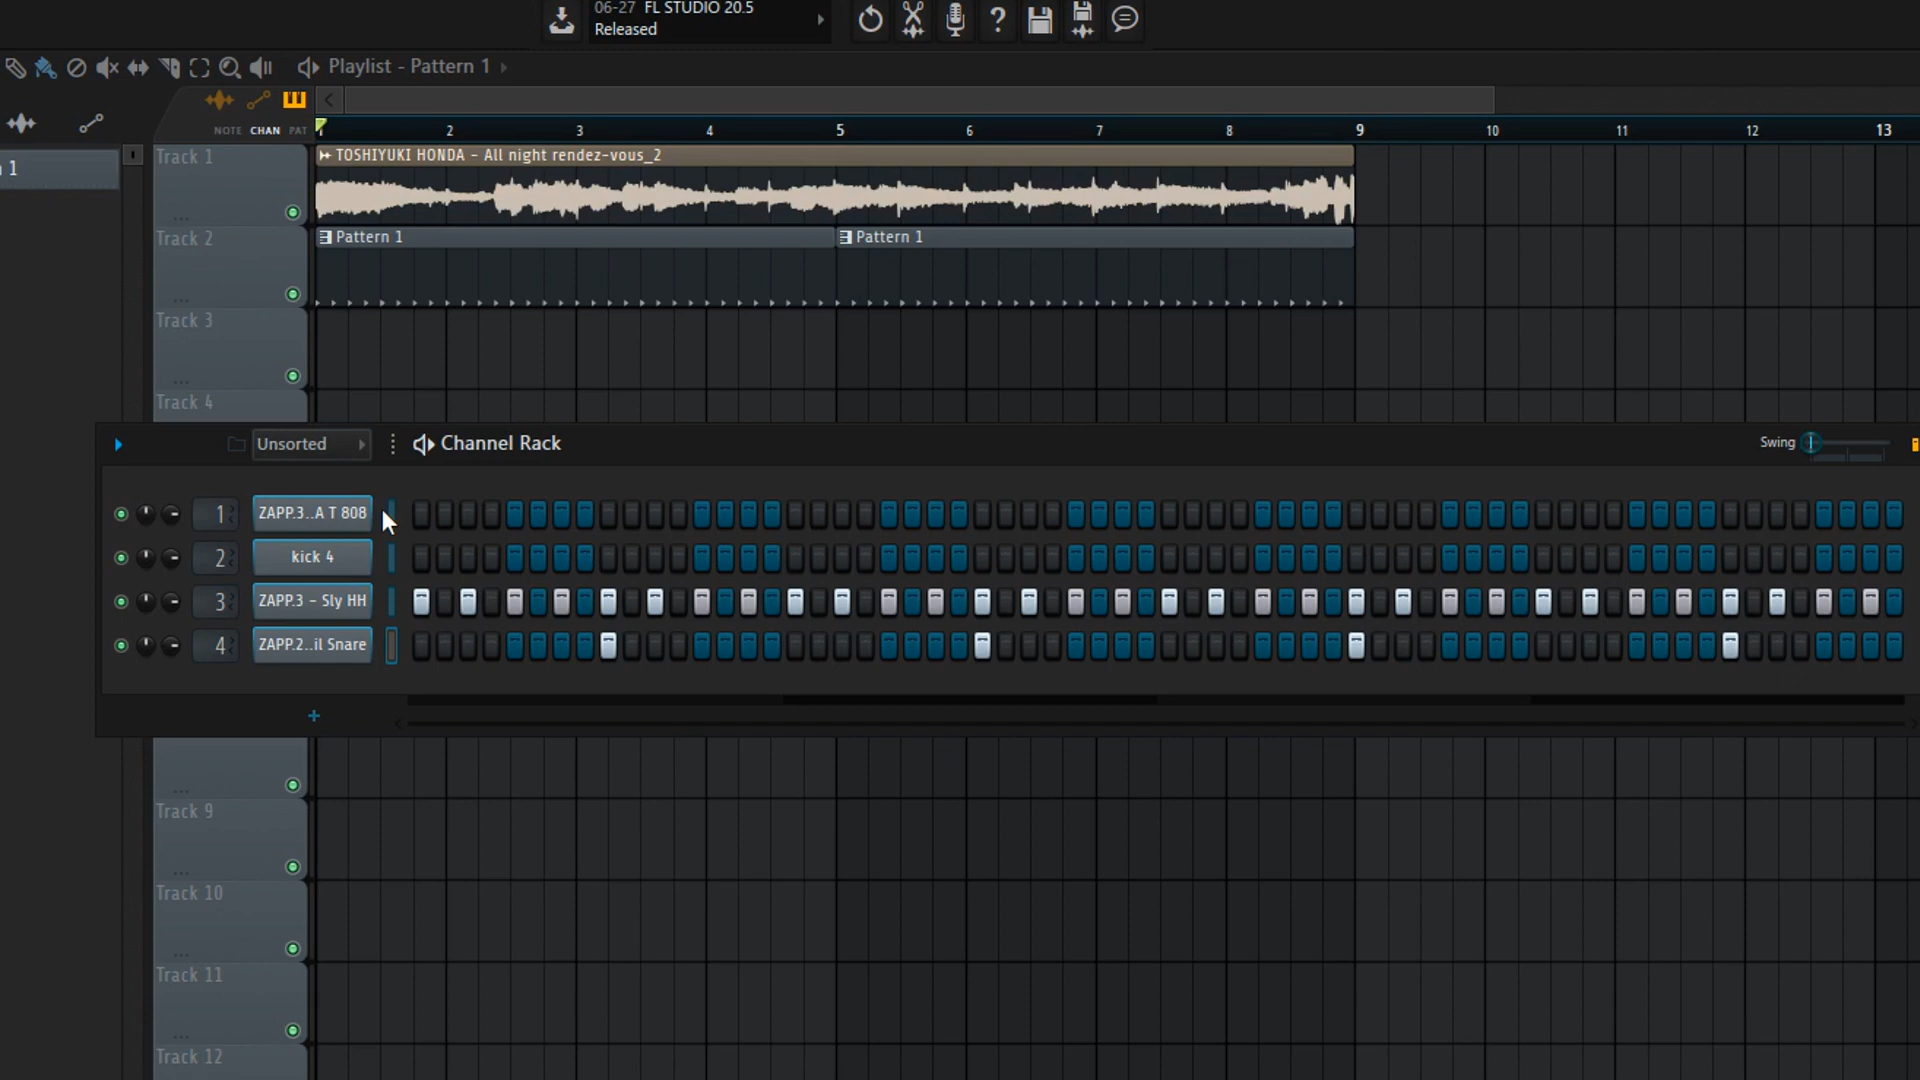 06-27 FL STUDIO 20.5
Released
Playlist - Pattern 1
NOTE CHAN PAT
1 2 3 4 5 6 7 8 9 10 11 12 13
1
Track 1
TOSHIYUKI HONDA - All night rendez-vous_2
Track 2
Pattern 1
Pattern 1
Track 3
Track 4
Unsorted
Channel Rack
Swing
1 ZAPP.3..A T 808
2 kick 4
3 ZAPP.3 - Sly HH
4 ZAPP.2..il Snare
Track 9
Track 10
Track 11
Track 12